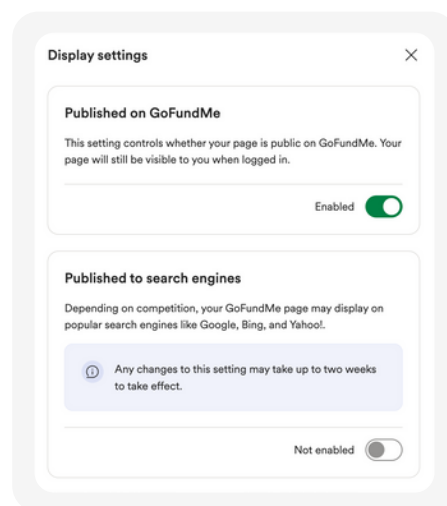 Display settings
Published on GoFundMe
This setting controls whether your page is public on GoFundMe. Your
page will still be visible to you when logged in.
Enabled
Published to search engines
Depending on competition, your GoFundMe page may display on
popular search engines like Google, Bing, and Yahoo!.
Any changes to this setting may take up to two weeks
to take effect.
Not enabled